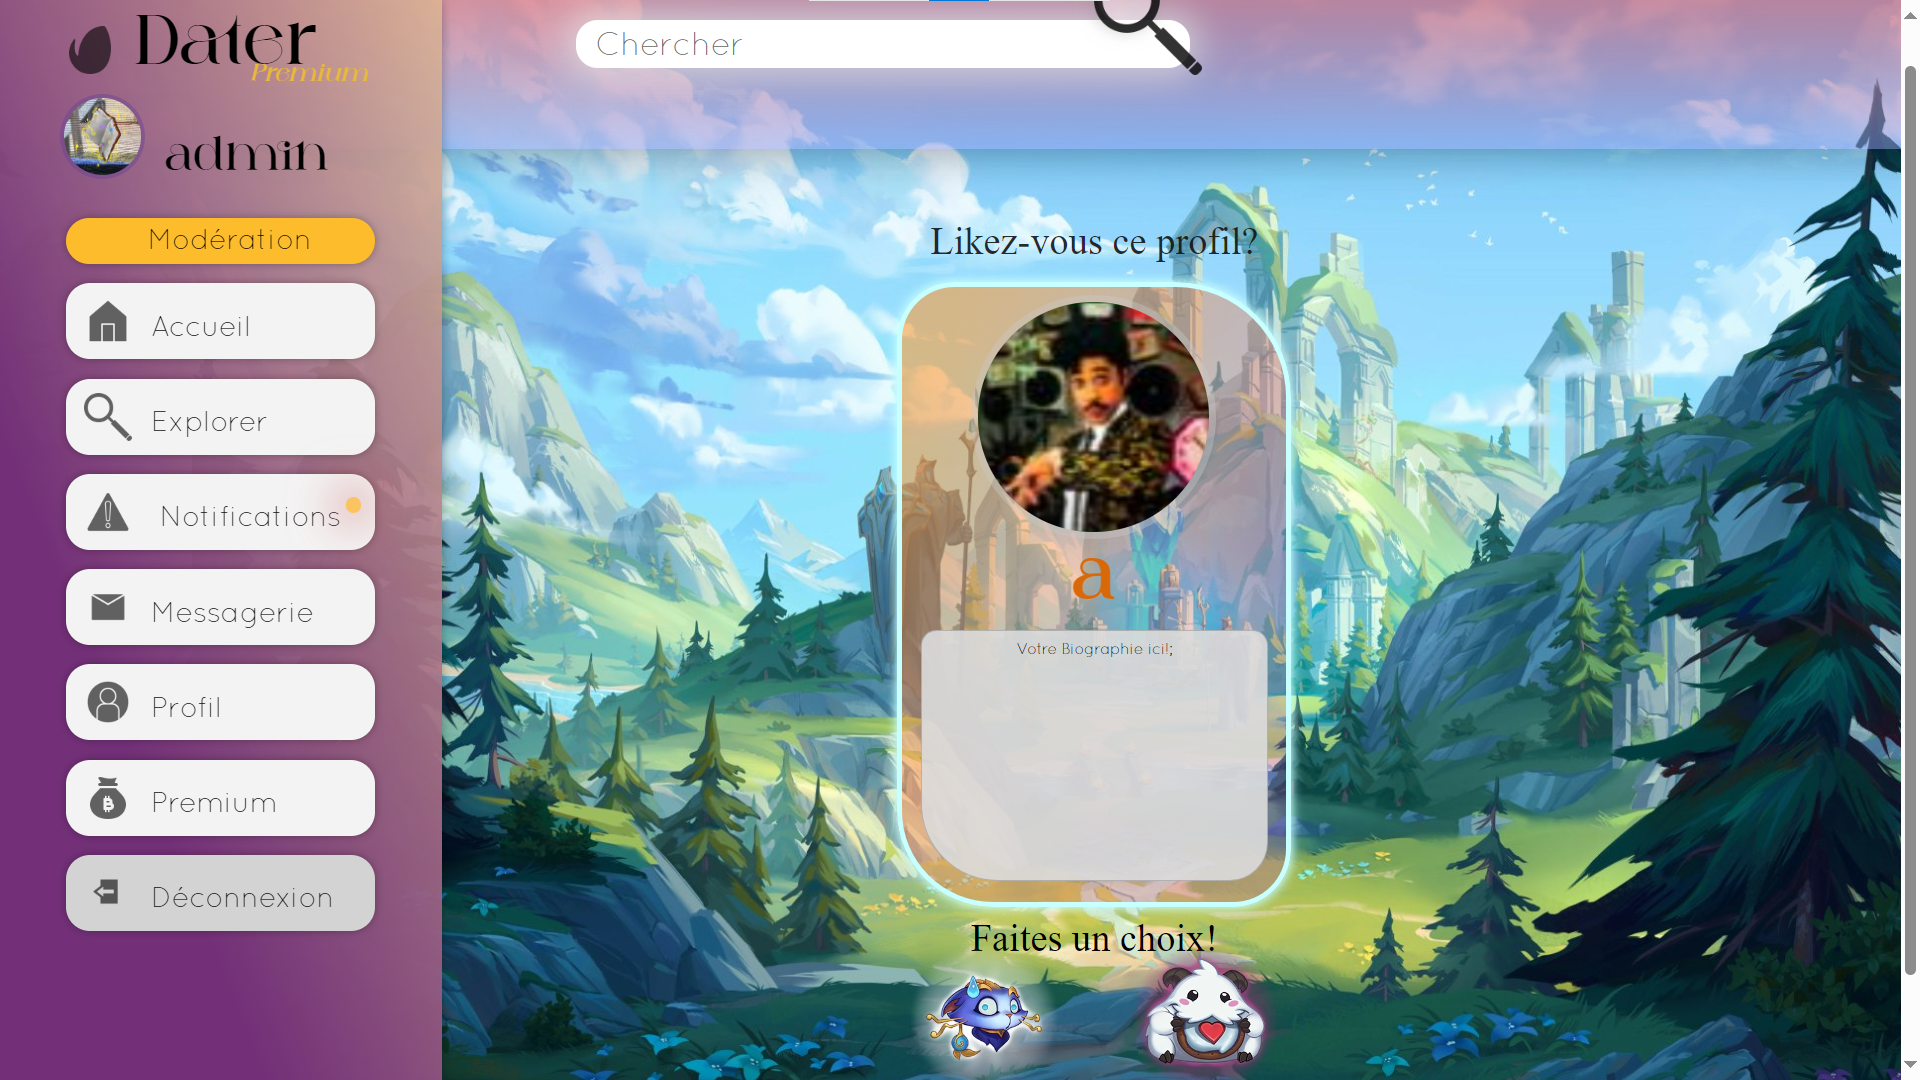 Dater
Premium
admin
Modération
Accueil
Explorer
Notifications
Messagerie
Profil
Premium
Déconnexion
Chercher
Likez-vous ce profil?
a
Votre Biographie ici!;
Faites un choix!